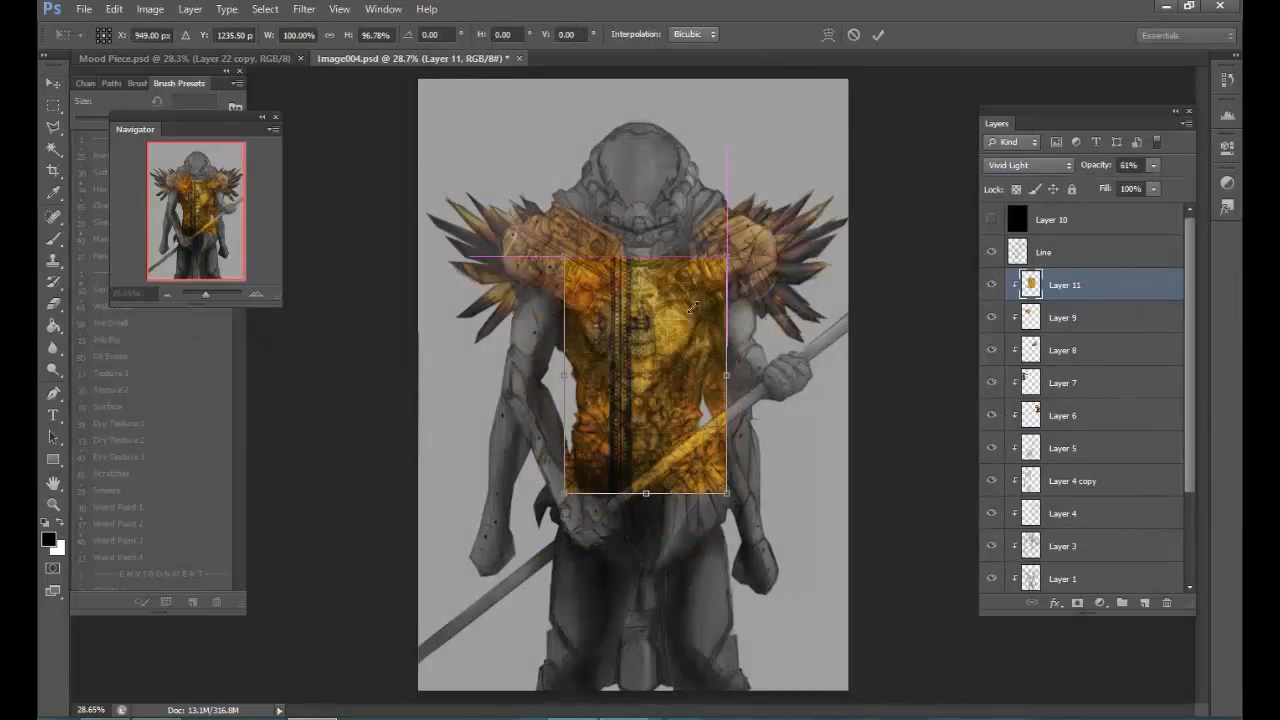 Ps File Edit Image Layer Type Select Filter View Window Help
X: 949.00 px Y: 1235.50 p W: 100.00% H: 96.78% 0.00 ° H: 0.00 ° V: 0.00 ° Interpolation: Bicubic Essentials
Mood Piece.psd @ 28.3% (Layer 22 copy, RGB/8) × Image004.psd @ 28.7% (Layer 11, RGB/8#) * ×
Chan Paths Brush Brush Presets
Size:
Navigator
28.65%
Ink Small
Ink Big
Oil Brush
Texture 1
Texture 2
Surface
Dry Texture 1
Dry Texture 2
Dry Texture 3
Scratches
Smears
Weird Paint 1
Weird Paint 2
Weird Paint 3
Weird Paint 4
ENVIRONMENT
Layers
Kind
Vivid Light Opacity: 61%
Lock: Fill: 100%
Layer 10
Line
Layer 11
Layer 9
Layer 8
Layer 7
Layer 6
Layer 5
Layer 4 copy
Layer 4
Layer 3
Layer 1
28.65% Doc: 13.1M/316.8M